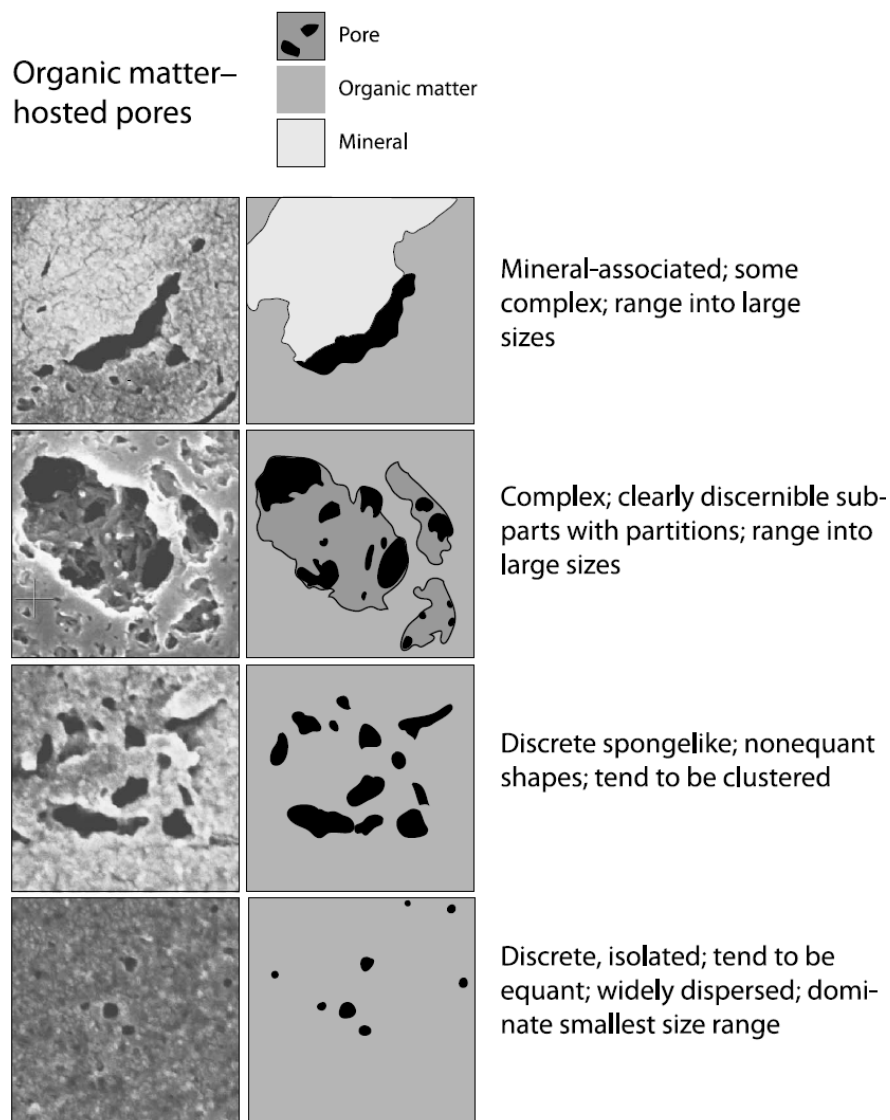 Organic matter–
hosted pores
Pore
Organic matter
Mineral
Mineral-associated; some
complex; range into large
sizes
Complex; clearly discernible sub-
parts with partitions; range into
large sizes
Discrete spongelike; nonequant
shapes; tend to be clustered
Discrete, isolated; tend to be
equant; widely dispersed; domi-
nate smallest size range